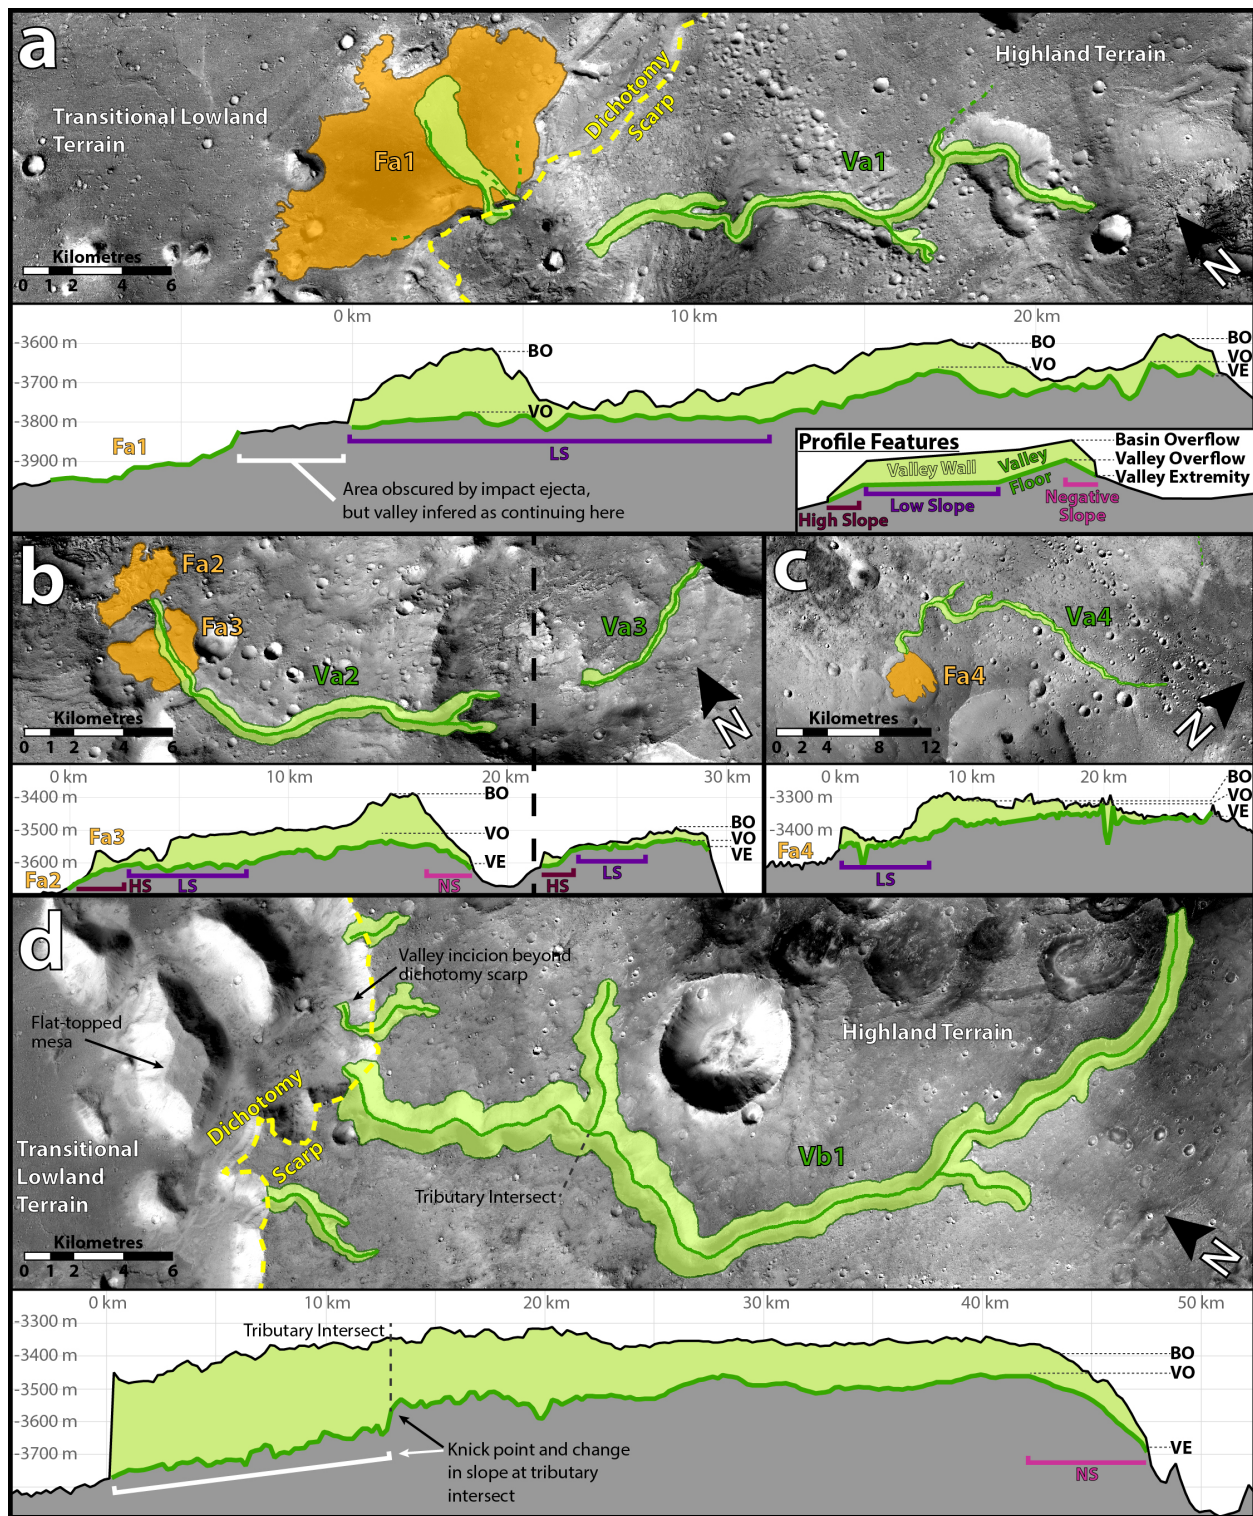 a
Transitional Lowland
Terrain
Fa1
Dichotomy
Scarp
Highland Terrain
Va1
Kilometres
0 1 2 4 6
N
0 km 10 km 20 km
-3600 m
-3700 m
-3800 m
-3900 m
BO
VO
BO
VO
BO
VO
VE
Fa1
LS
Area obscured by impact ejecta,
but valley infered as continuing here
Profile Features
Valley Wall
Valley
Floor
Basin Overflow
Valley Overflow
Valley Extremity
High Slope
Low Slope
Negative
Slope
b
Fa2
Fa3
Va2
Va3
Kilometres
0 1 2 4 6
N
0 km 10 km 20 km 30 km
-3400 m
-3500 m
-3600 m
Fa3
Fa2
BO
VO
VE
HS
LS
NS
BO
VO
VE
HS
LS
c
Va4
Fa4
Kilometres
0 2 4 8 12
N
0 km 10 km 20 km
-3300 m
-3400 m
Fa4
BO
VO
VE
LS
d
Valley incicion beyond
dichotomy scarp
Flat-topped
mesa
Highland Terrain
Dichotomy
Scarp
Transitional
Lowland
Terrain
Vb1
Tributary Intersect
Kilometres
0 1 2 4 6
N
0 km 10 km 20 km 30 km 40 km 50 km
-3300 m
-3400 m
-3500 m
-3600 m
-3700 m
Tributary Intersect
BO
VO
VE
Knick point and change
in slope at tributary
intersect
NS